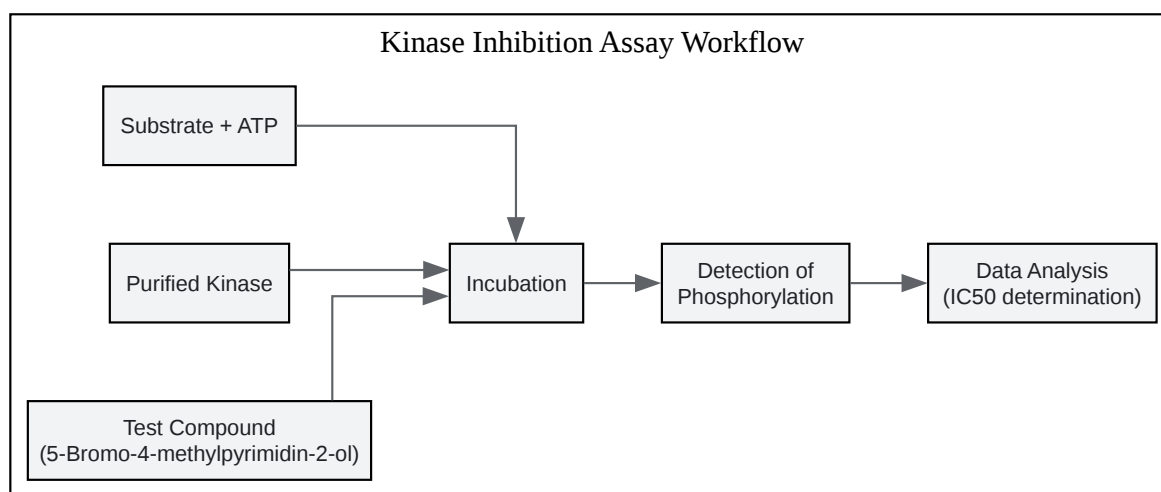 Kinase Inhibition Assay Workflow
Substrate + ATP
Purified Kinase
Incubation
Detection of
Phosphorylation
Data Analysis
(IC50 determination)
Test Compound
(5-Bromo-4-methylpyrimidin-2-ol)